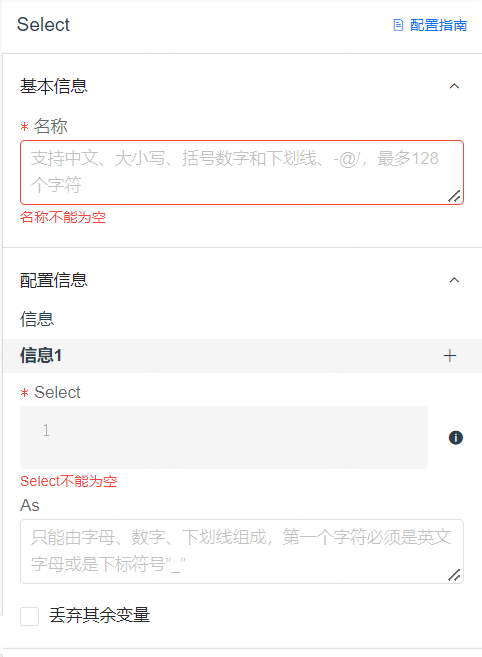 Select
配置指南
基本信息
* 名称
支持中文、大小写、括号数字和下划线、-@/，最多128
个字符
名称不能为空
配置信息
信息
信息1
* Select
1
Select不能为空
As
只能由字母、数字、下划线组成，第一个字符必须是英文
字母或是下标符号"_"
丢弃其余变量